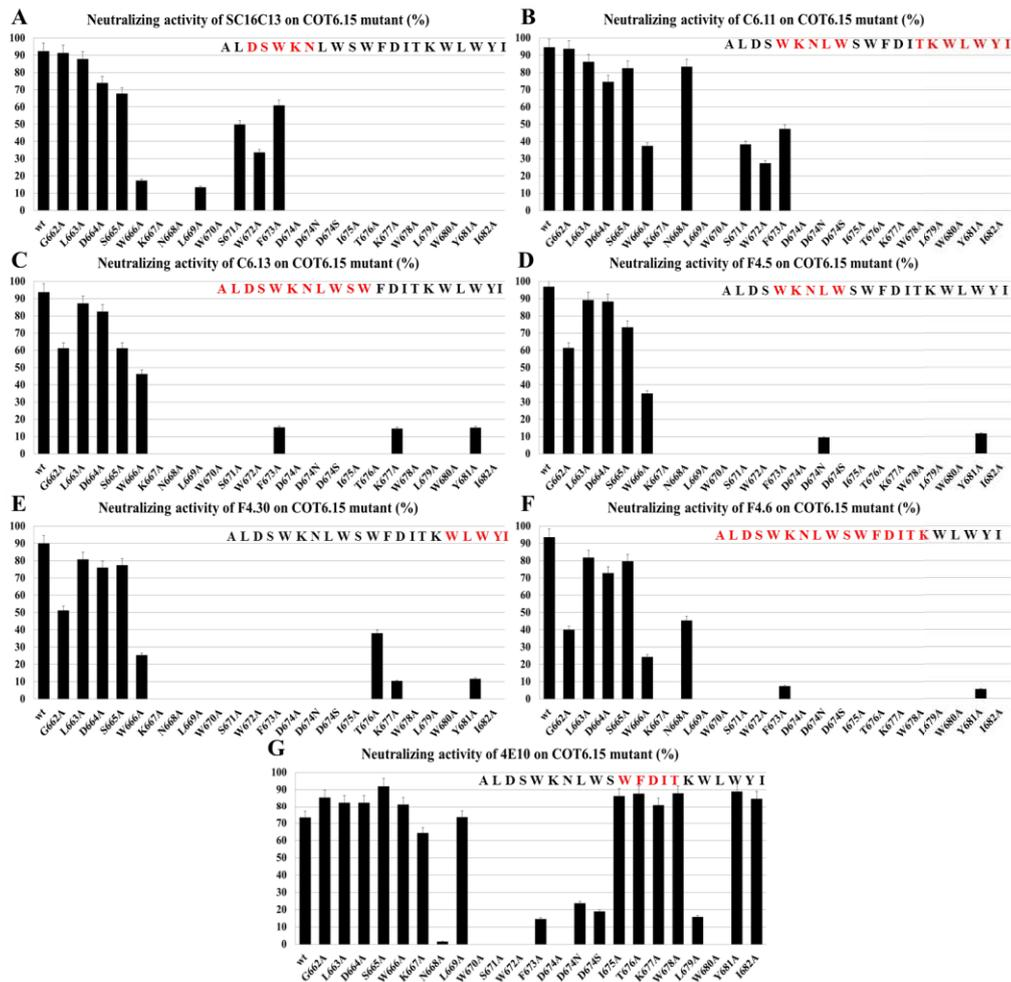 A
Neutralizing activity of SC16C13 on COT6.15 mutant (%)
A L D S W K N L W S W F D I T K W L W Y I
100
90
80
70
60
50
40
30
20
10
0
wt G662A L663A D664A S665A W666A K667A N668A L669A W670A S671A W672A F673A D674A D674N D674S I675A T676A K677A W678A L679A W680A Y681A I682A
B
Neutralizing activity of C6.11 on COT6.15 mutant (%)
A L D S W K N L W S W F D I T K W L W Y I
100
90
80
70
60
50
40
30
20
10
0
wt G662A L663A D664A S665A W666A K667A N668A L669A W670A S671A W672A F673A D674A D674N D674S I675A T676A K677A W678A L679A W680A Y681A I682A
C
Neutralizing activity of C6.13 on COT6.15 mutant (%)
A L D S W K N L W S W F D I T K W L W Y I
100
90
80
70
60
50
40
30
20
10
0
wt G662A L663A D664A S665A W666A K667A N668A L669A W670A S671A W672A F673A D674A D674N D674S I675A T676A K677A W678A L679A W680A Y681A I682A
D
Neutralizing activity of F4.5 on COT6.15 mutant (%)
A L D S W K N L W S W F D I T K W L W Y I
100
90
80
70
60
50
40
30
20
10
0
wt G662A L663A D664A S665A W666A K667A N668A L669A W670A S671A W672A F673A D674A D674N D674S I675A T676A K677A W678A L679A W680A Y681A I682A
E
Neutralizing activity of F4.30 on COT6.15 mutant (%)
A L D S W K N L W S W F D I T K W L W Y I
100
90
80
70
60
50
40
30
20
10
0
wt G662A L663A D664A S665A W666A K667A N668A L669A W670A S671A W672A F673A D674A D674N D674S I675A T676A K677A W678A L679A W680A Y681A I682A
F
Neutralizing activity of F4.6 on COT6.15 mutant (%)
A L D S W K N L W S W F D I T K W L W Y I
100
90
80
70
60
50
40
30
20
10
0
wt G662A L663A D664A S665A W666A K667A N668A L669A W670A S671A W672A F673A D674A D674N D674S I675A T676A K677A W678A L679A W680A Y681A I682A
G
Neutralizing activity of 4E10 on COT6.15 mutant (%)
A L D S W K N L W S W F D I T K W L W Y I
100
90
80
70
60
50
40
30
20
10
0
wt G662A L663A D664A S665A W666A K667A N668A L669A W670A S671A W672A F673A D674A D674N D674S I675A T676A K677A W678A L679A W680A Y681A I682A